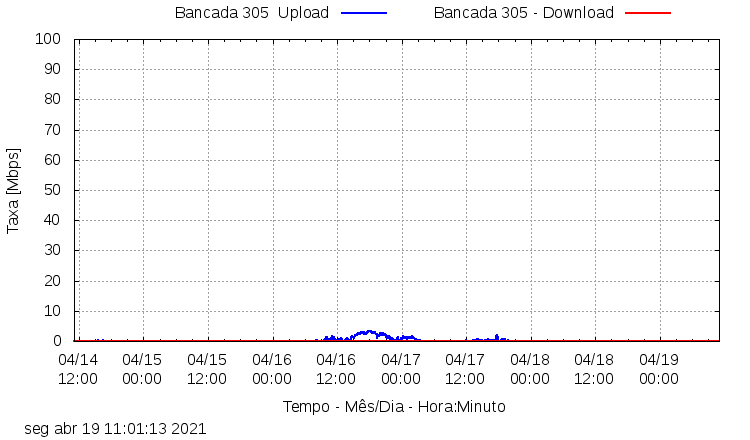 Bancada 305  Upload
Bancada 305 - Download
100
90
80
70
60
50
40
30
20
10
0
Taxa [Mbps]
04/14 04/15 04/15 04/16 04/16 04/17 04/17 04/18 04/18 04/19
12:00 00:00 12:00 00:00 12:00 00:00 12:00 00:00 12:00 00:00
Tempo - Mês/Dia - Hora:Minuto
seg abr 19 11:01:13 2021